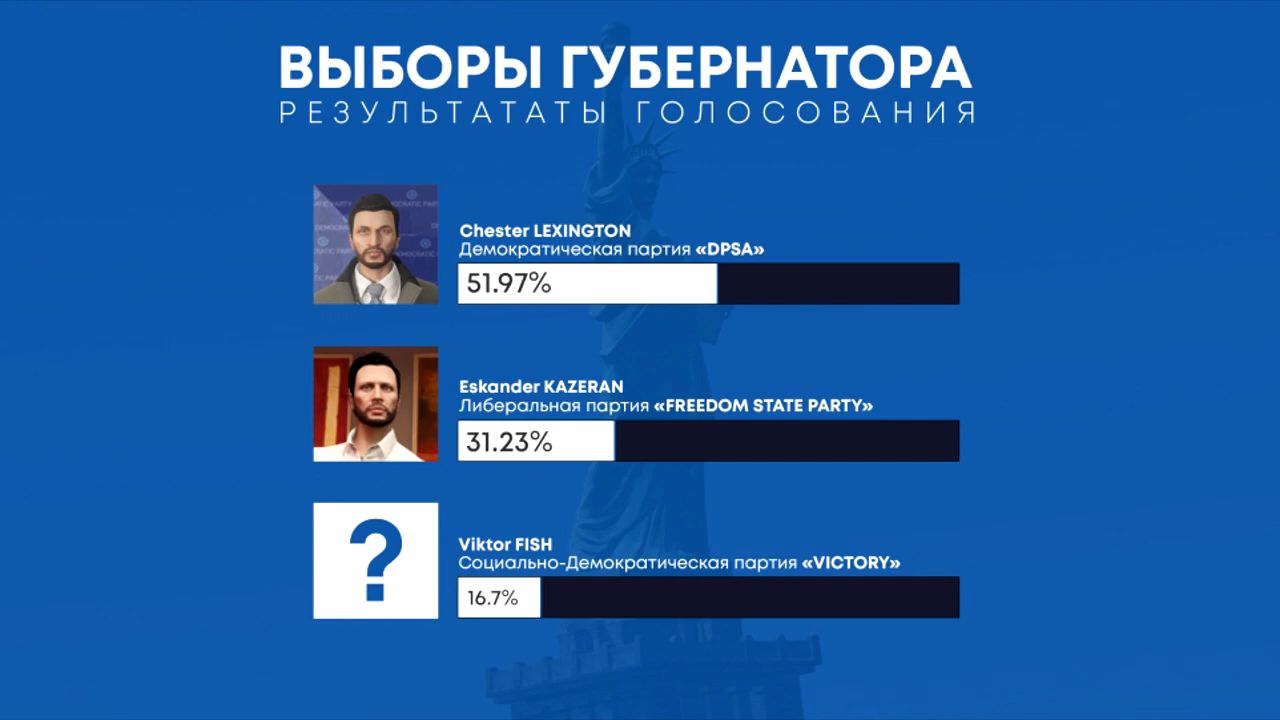 ВЫБОРЫ ГУБЕРНАТОРА
РЕЗУЛЬТАТАТЫ ГОЛОСОВАНИЯ
Chester LEXINGTON
Демократическая партия «DPSA»
51.97%
Eskander KAZERAN
Либеральная партия «FREEDOM STATE PARTY»
31.23%
?
Viktor FISH
Социально-Демократическая партия «VICTORY»
16.7%